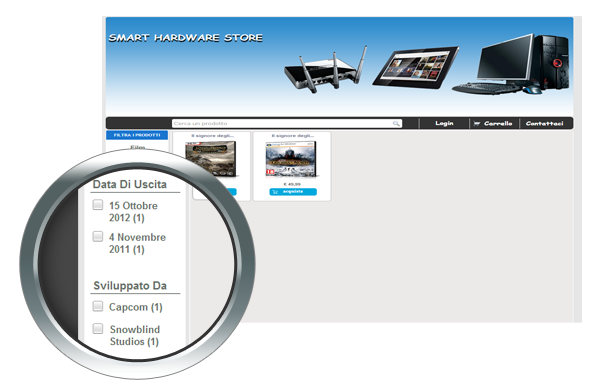 SMART HARDWARE STORE
Cerca un prodotto
Login
Carrello
Contattaci
FILTRA I PRODOTTI
Film
Il signore degli...
Il signore degli...
€ 49,99
acquista
Data Di Uscita
15 Ottobre
2012 (1)
4 Novembre
2011 (1)
Sviluppato Da
Capcom (1)
Snowblind
Studios (1)